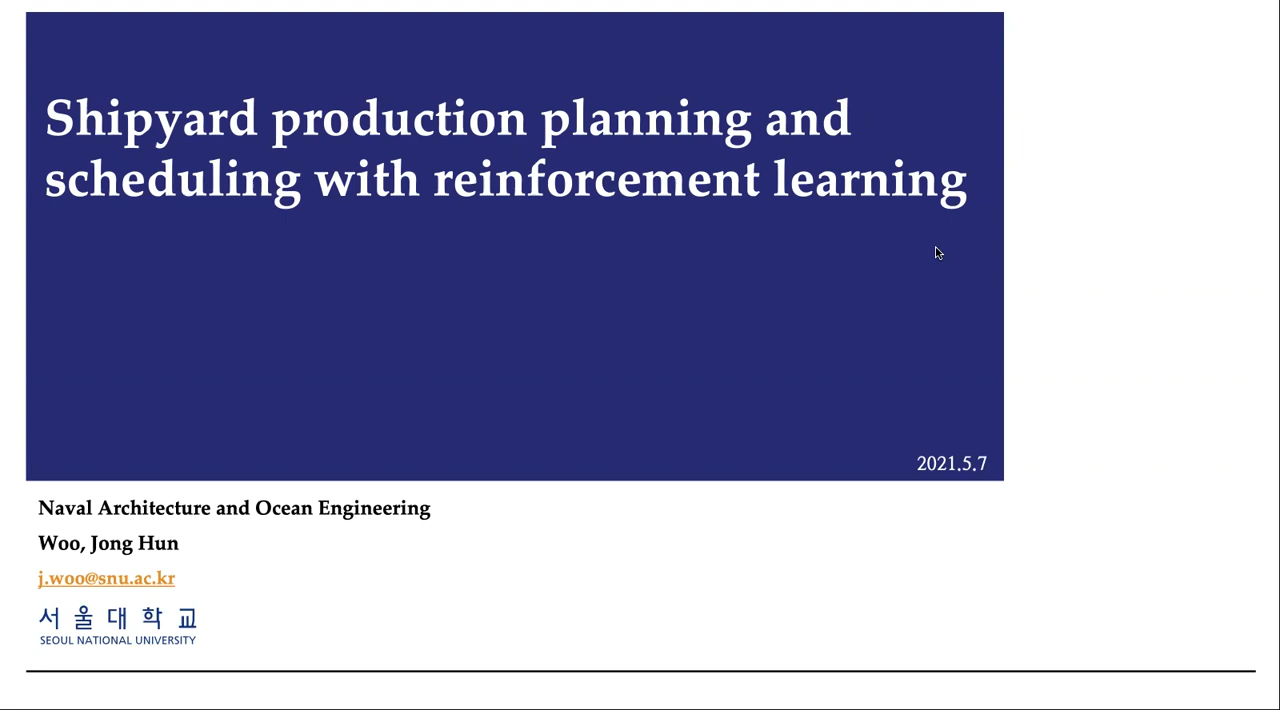 Shipyard production planning and
scheduling with reinforcement learning
2021.5.7
Naval Architecture and Ocean Engineering
Woo, Jong Hun
j.woo@snu.ac.kr
서울대학교
SEOUL NATIONAL UNIVERSITY